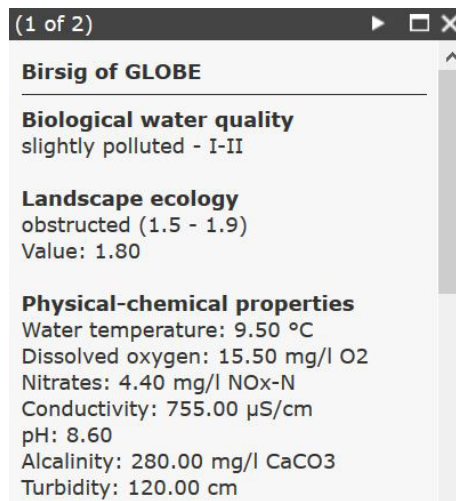 (1 of 2)
Birsig of GLOBE
Biological water quality
slightly polluted - I-II
Landscape ecology
obstructed (1.5 - 1.9)
Value: 1.80
Physical-chemical properties
Water temperature: 9.50 °C
Dissolved oxygen: 15.50 mg/l O2
Nitrates: 4.40 mg/l NOx-N
Conductivity: 755.00 µS/cm
pH: 8.60
Alcalinity: 280.00 mg/l CaCO3
Turbidity: 120.00 cm